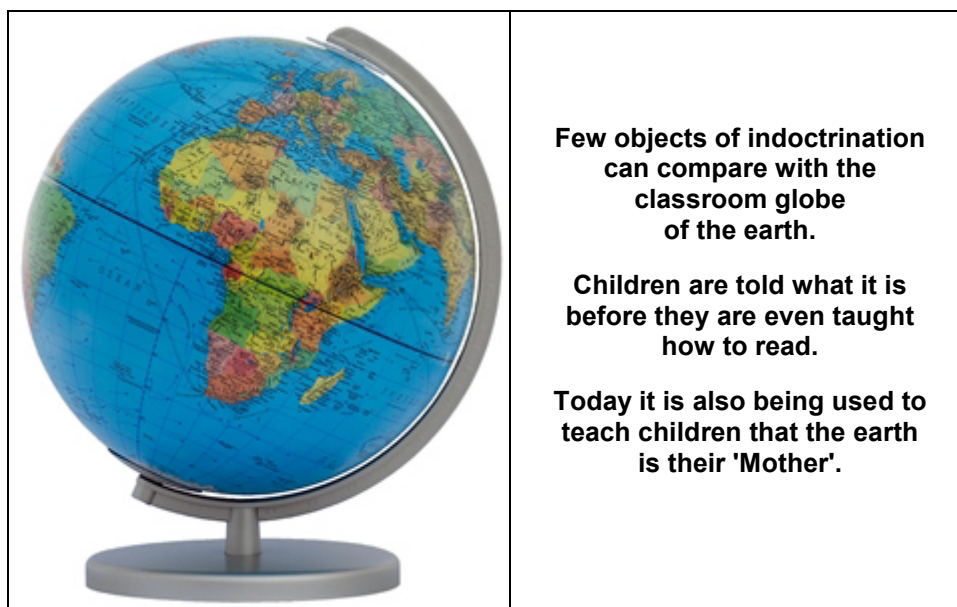 Few objects of indoctrination
can compare with the
classroom globe
of the earth.
Children are told what it is
before they are even taught
how to read.
Today it is also being used to
teach children that the earth
is their 'Mother'.